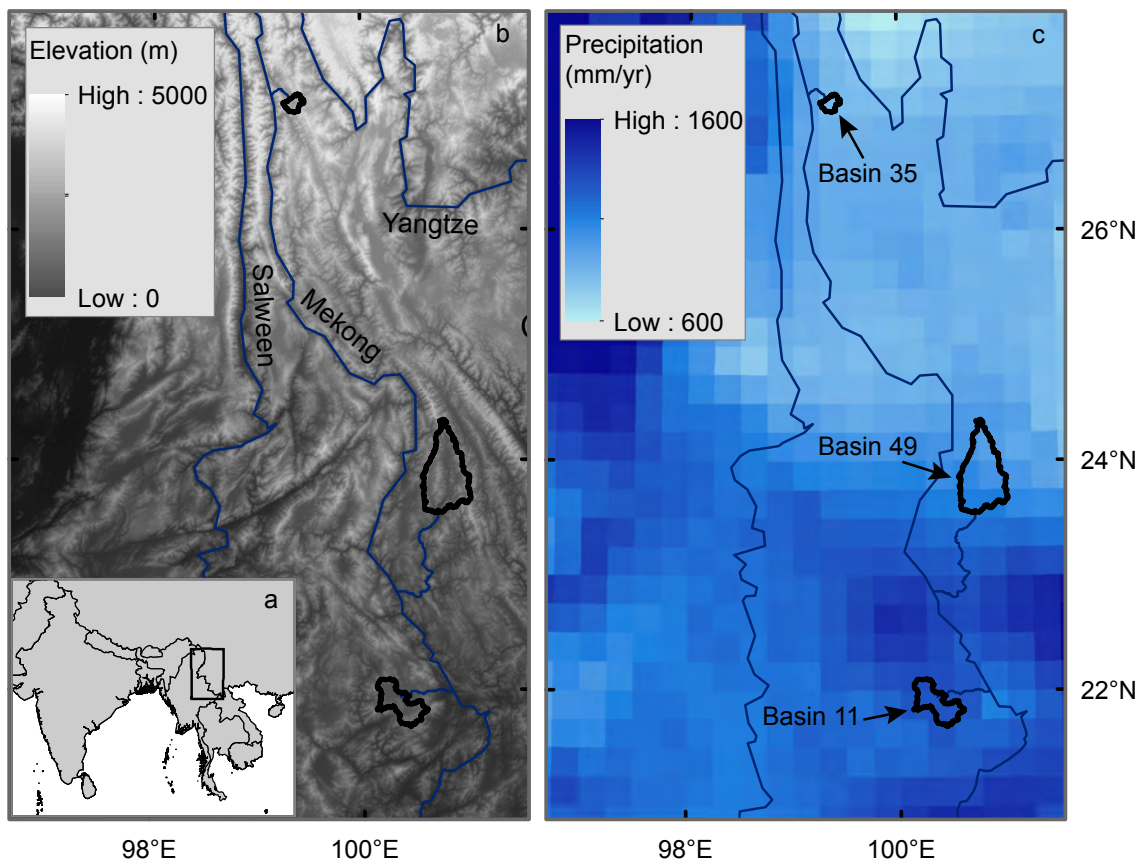 b
Elevation (m)
High : 5000
Low : 0
Yangtze
Salween
Mekong
a
98°E
100°E
c
Precipitation
(mm/yr)
High : 1600
Low : 600
Basin 35
26°N
Basin 49
24°N
Basin 11
22°N
98°E
100°E